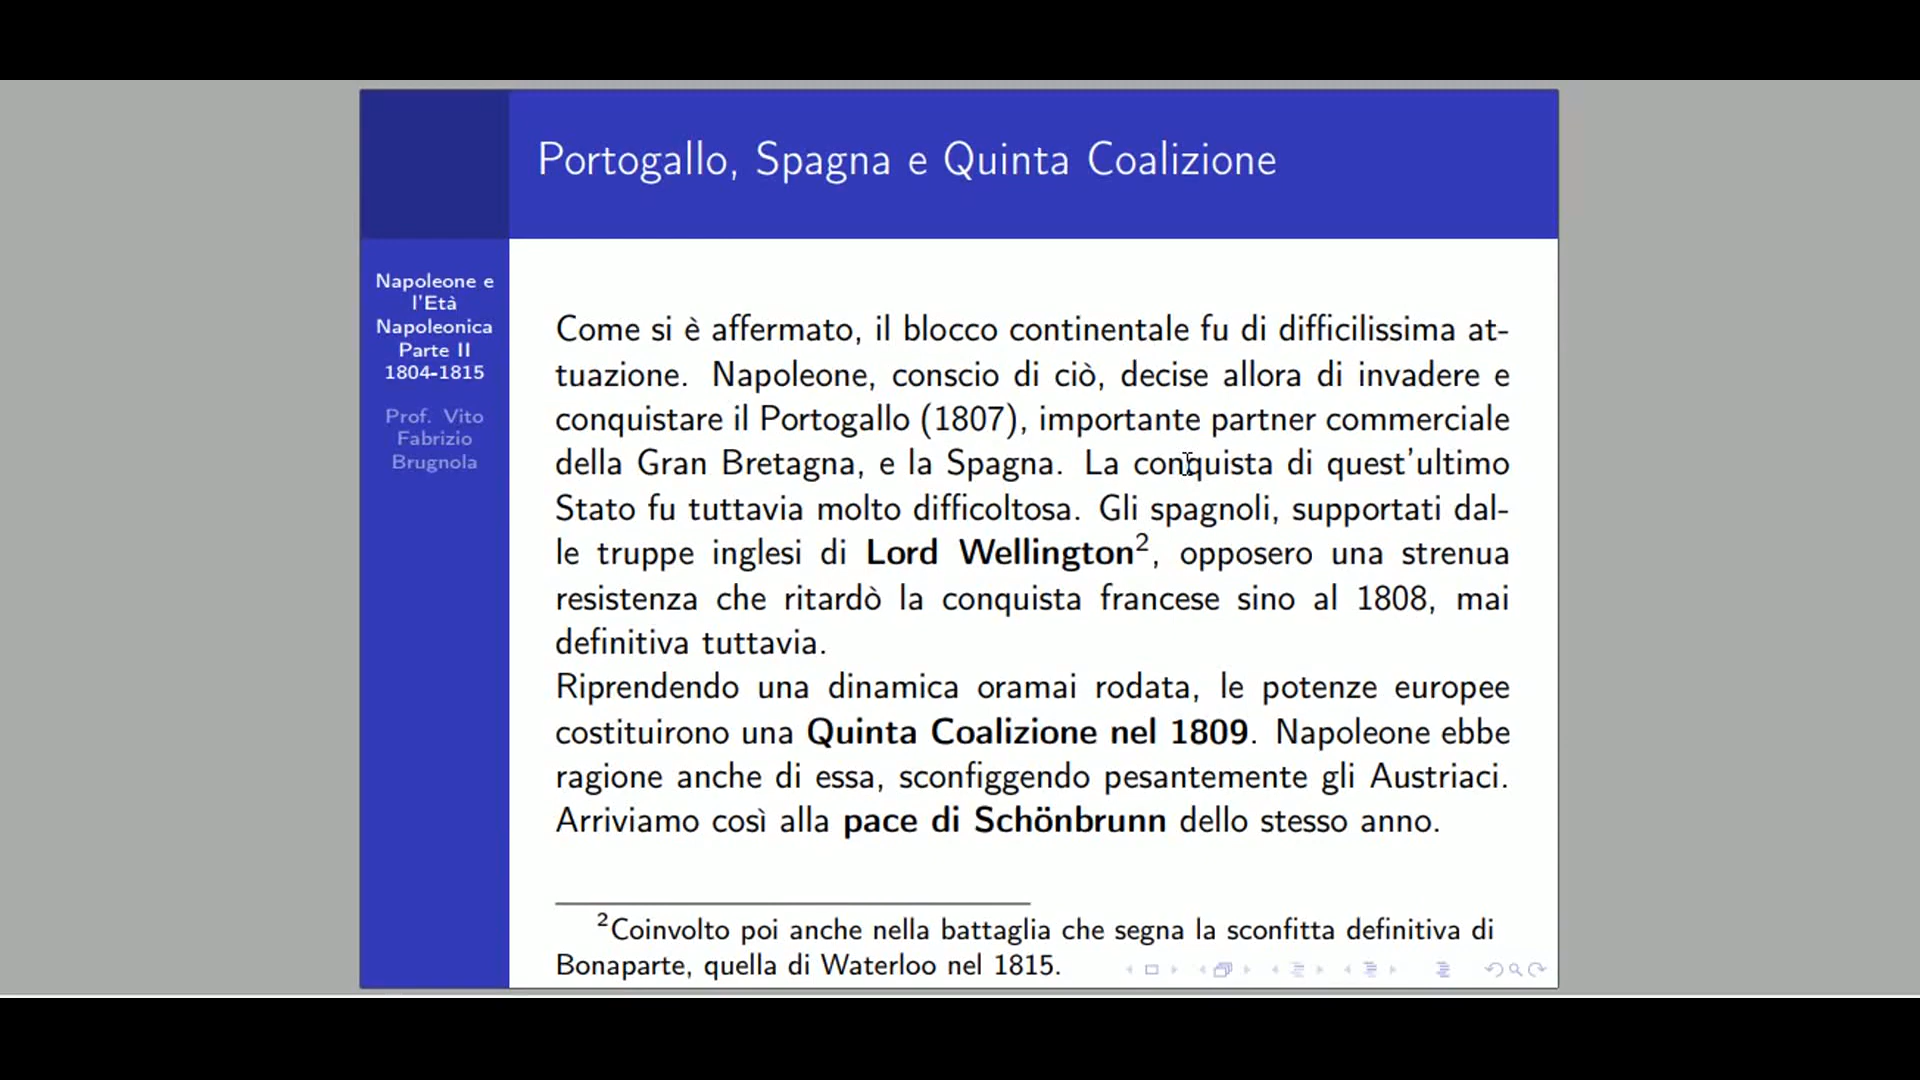 Portogallo, Spagna e Quinta Coalizione
Napoleone e
l'Età
Napoleonica
Parte II
1804-1815
Prof. Vito
Fabrizio
Brugnola
Come si è affermato, il blocco continentale fu di difficilissima at-
tuazione. Napoleone, conscio di ciò, decise allora di invadere e
conquistare il Portogallo (1807), importante partner commerciale
della Gran Bretagna, e la Spagna. La conquista di quest'ultimo
Stato fu tuttavia molto difficoltosa. Gli spagnoli, supportati dal-
le truppe inglesi di Lord Wellington², opposero una strenua
resistenza che ritardò la conquista francese sino al 1808, mai
definitiva tuttavia.
Riprendendo una dinamica oramai rodata, le potenze europee
costituirono una Quinta Coalizione nel 1809. Napoleone ebbe
ragione anche di essa, sconfiggendo pesantemente gli Austriaci.
Arriviamo così alla pace di Schönbrunn dello stesso anno.
²Coinvolto poi anche nella battaglia che segna la sconfitta definitiva di
Bonaparte, quella di Waterloo nel 1815.